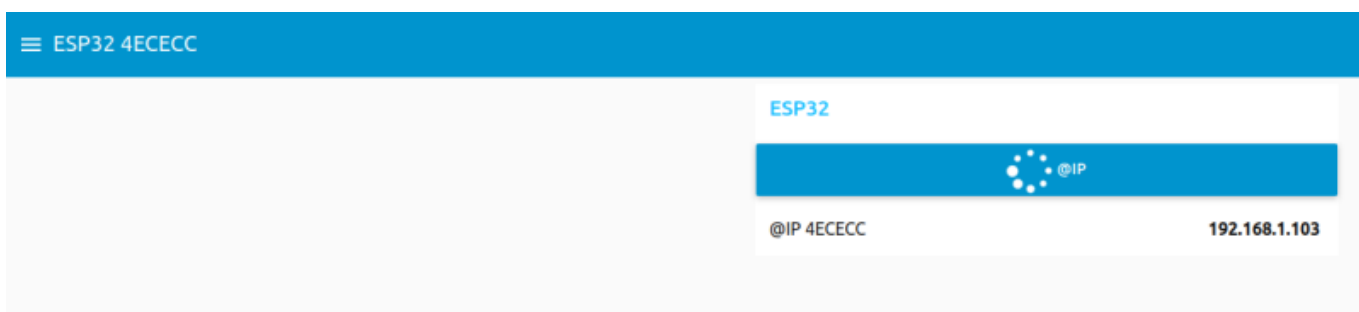 ESP32 4ECECC
ESP32
@IP
@IP 4ECECC 192.168.1.103